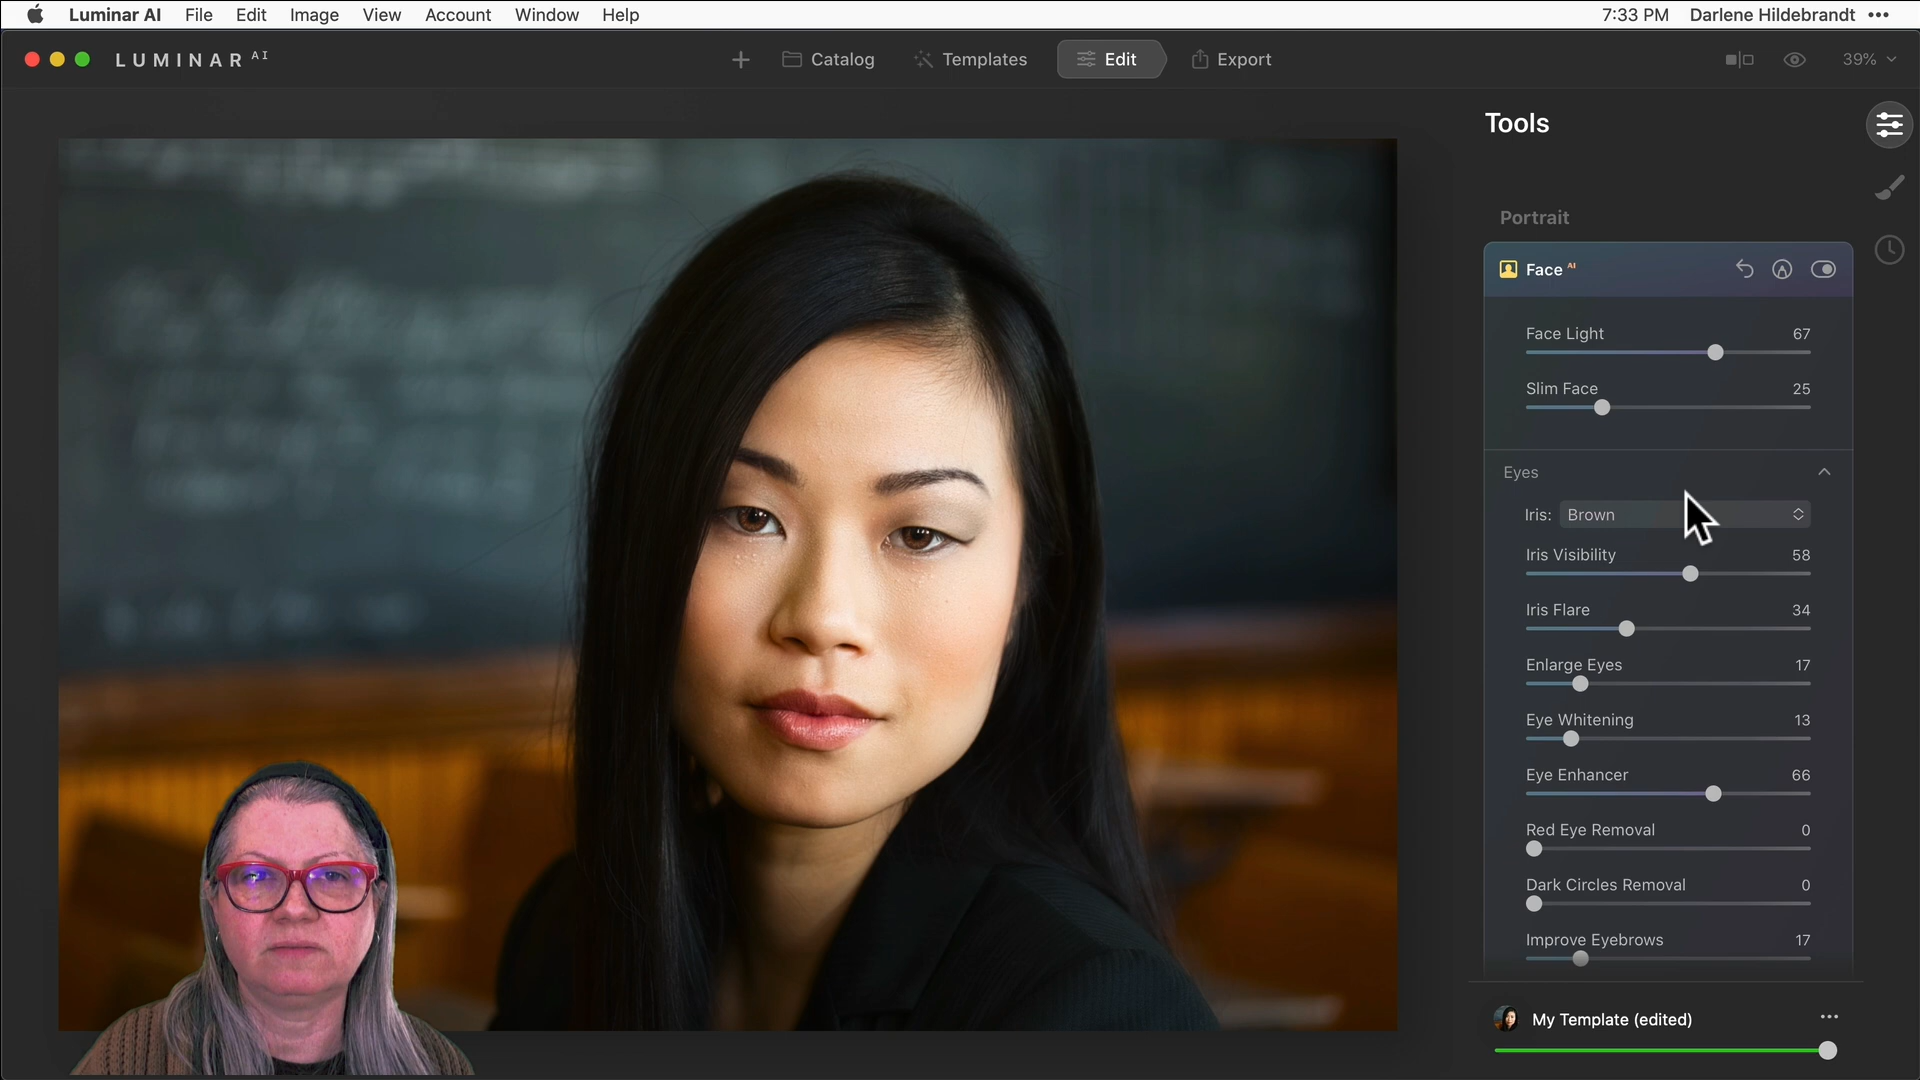 Luminar AI File Edit Image View Account Window Help 7:33 PM Darlene Hildebrandt •••
LUMINAR AI + Catalog Templates Edit Export 39%
Tools
Portrait
Face AI
Face Light 67
Slim Face 25
Eyes
Iris: Brown
Iris Visibility 58
Iris Flare 34
Enlarge Eyes 17
Eye Whitening 13
Eye Enhancer 66
Red Eye Removal 0
Dark Circles Removal 0
Improve Eyebrows 17
My Template (edited) •••